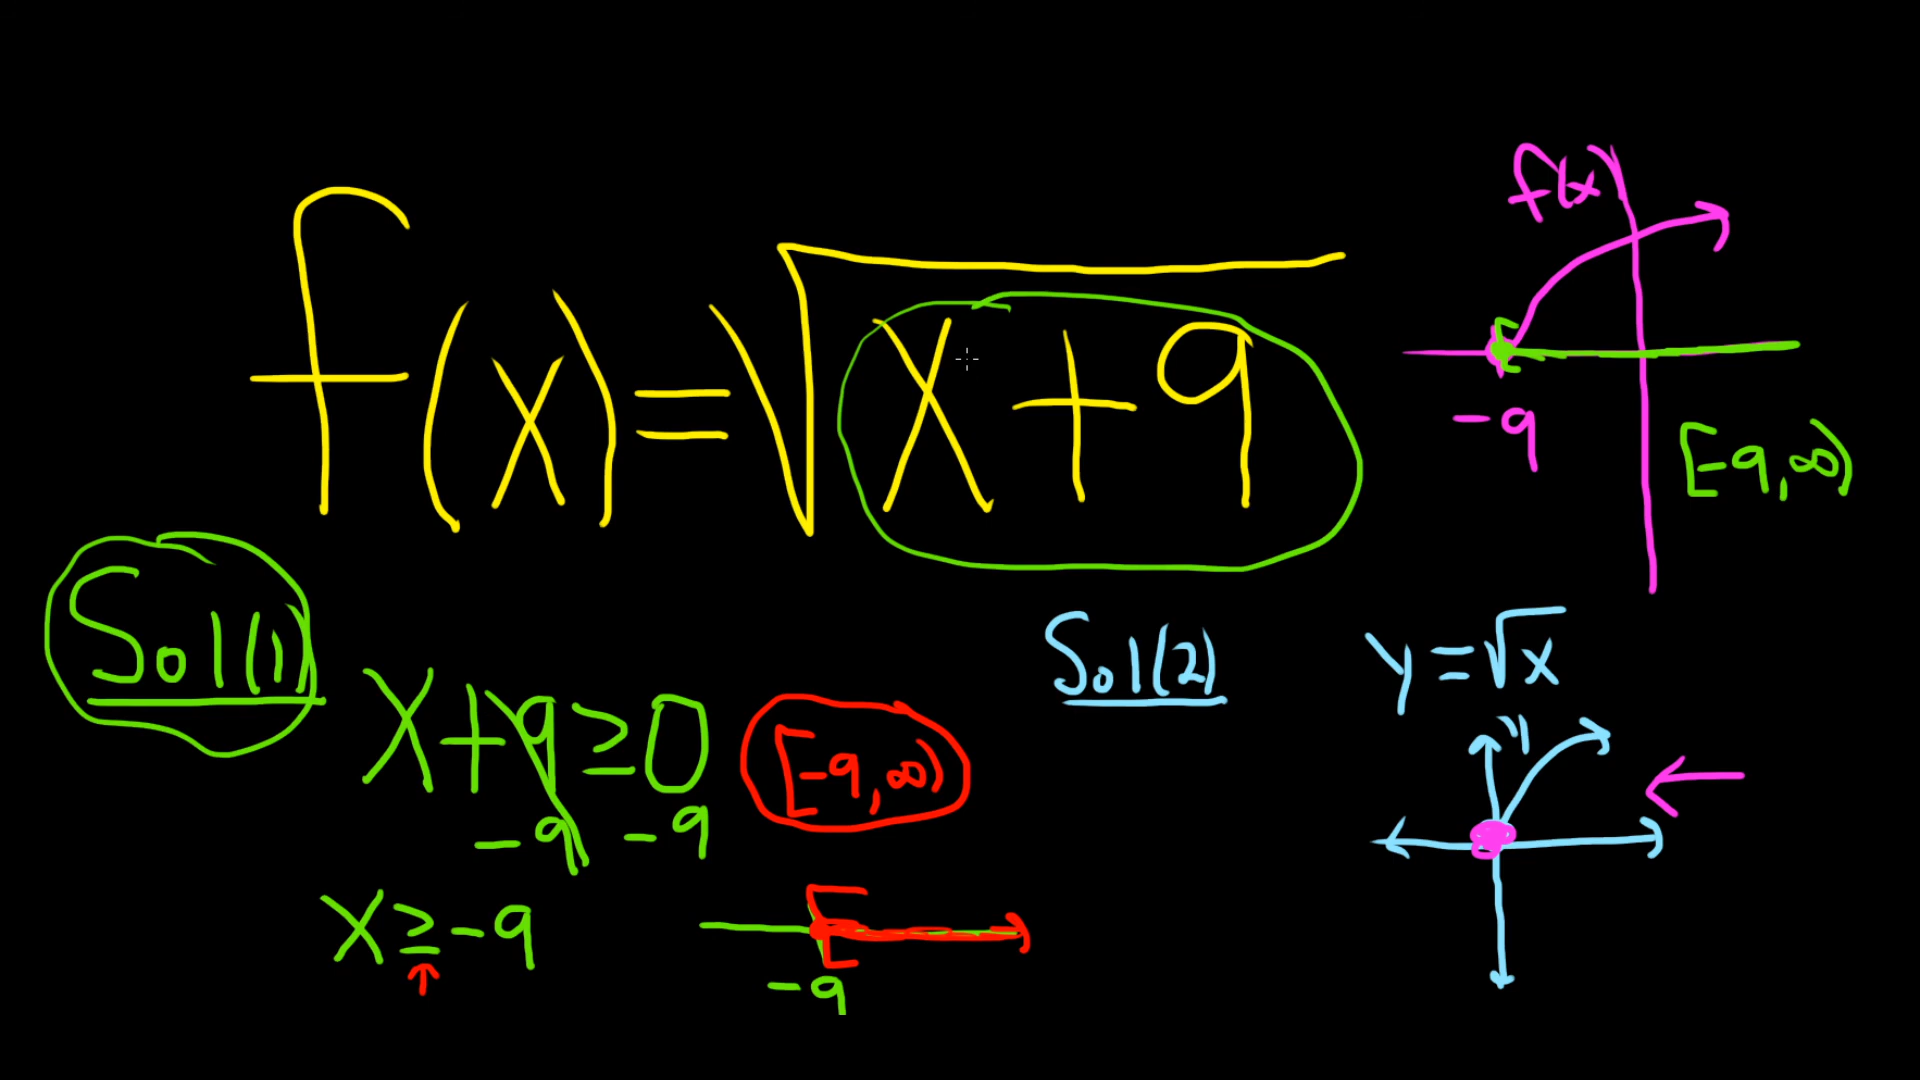 f(x)=√x+9
f(x)
-9
[-9,∞)
Sol(1)
x+9≥0
-9 -9
[-9,∞)
x≥-9
-9
Sol(2)
y=√x